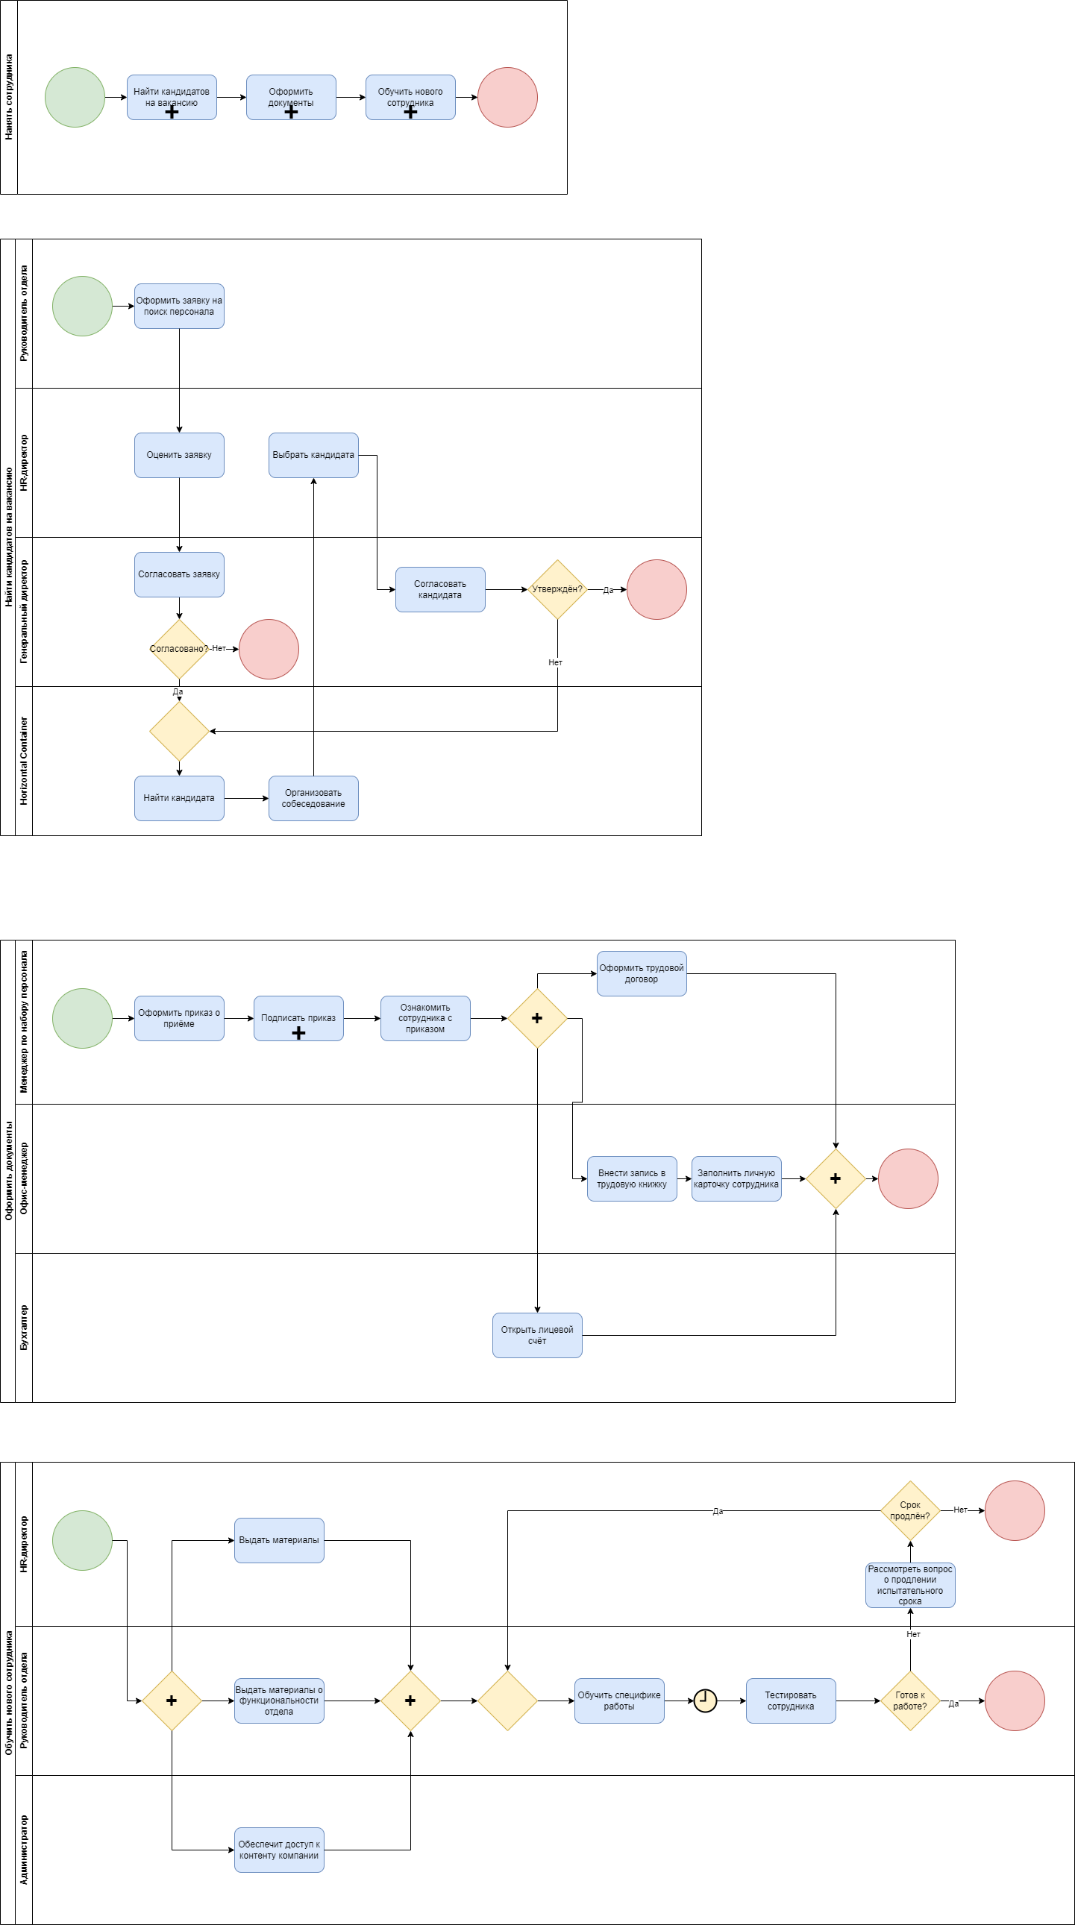 Нанять сотрудника
Найти кандидатов
на вакансию
Оформить
документы
Обучить нового
сотрудника
Найти кандидатов на вакансию
Руководитель отдела
Оформить заявку на
поиск персонала
HR-директор
Оценить заявку
Выбрать кандидата
Генеральный директор
Согласовать заявку
Согласовать
кандидата
Утверждён?
Да
Согласовано?
Нет
Нет
Да
Horizontal Container
Найти кандидата
Организовать
собеседование
Оформить документы
Менеджер по набору персонала
Оформить трудовой
договор
Оформить приказ о
приёме
Подписать приказ
Ознакомить
сотрудника с
приказом
Офис-менеджер
Внести запись в
трудовую книжку
Заполнить личную
карточку сотрудника
Бухгалтер
Открыть лицевой
счёт
Обучить нового сотрудника
HR-директор
Выдать материалы
Да
Срок
продлён?
Нет
Рассмотреть вопрос
о продлении
испытательного
срока
Нет
Руководитель отдела
Выдать материалы о
функциональности
отдела
Обучить специфике
работы
Тестировать
сотрудника
Готов к
работе?
Да
Администратор
Обеспечит доступ к
контенту компании